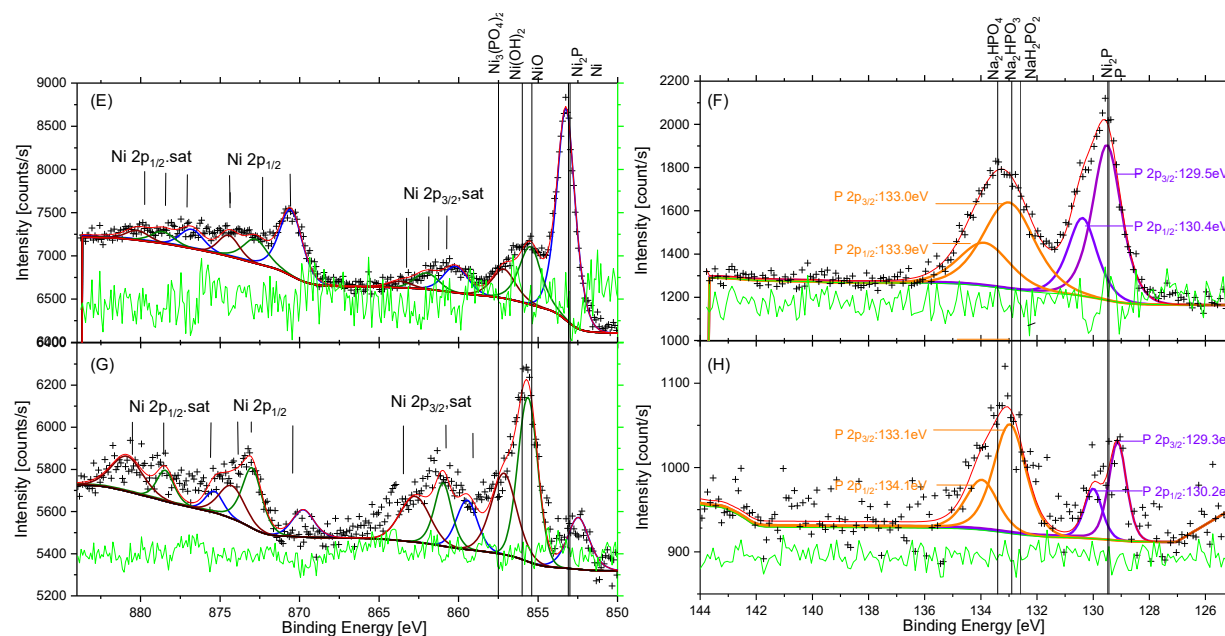 Ni₃(PO₄)₂
Ni(OH)₂
NiO
Ni₂P
Ni
Na₂HPO₄
Na₂HPO₃
NaH₂PO₂
Ni₂P
P
(E)
Ni 2p₁/₂.sat
Ni 2p₁/₂
Ni 2p₃/₂,sat
9000
8500
8000
7500
7000
6500
6000
Intensity [counts/s]
(F)
P 2p₃/₂:133.0eV
P 2p₁/₂:133.9eV
P 2p₃/₂:129.5eV
P 2p₁/₂:130.4eV
2200
2000
1800
1600
1400
1200
1000
Intensity [counts/s]
(G)
Ni 2p₁/₂.sat
Ni 2p₁/₂
Ni 2p₃/₂,sat
6400
6200
6000
5800
5600
5400
5200
Intensity [counts/s]
880 875 870 865 860 855 850
Binding Energy [eV]
(H)
P 2p₃/₂:133.1eV
P 2p₁/₂:134.1eV
P 2p₃/₂:129.3e
P 2p₁/₂:130.2e
1100
1000
900
Intensity [count/s]
144 142 140 138 136 134 132 130 128 126
Binding Energy [eV]